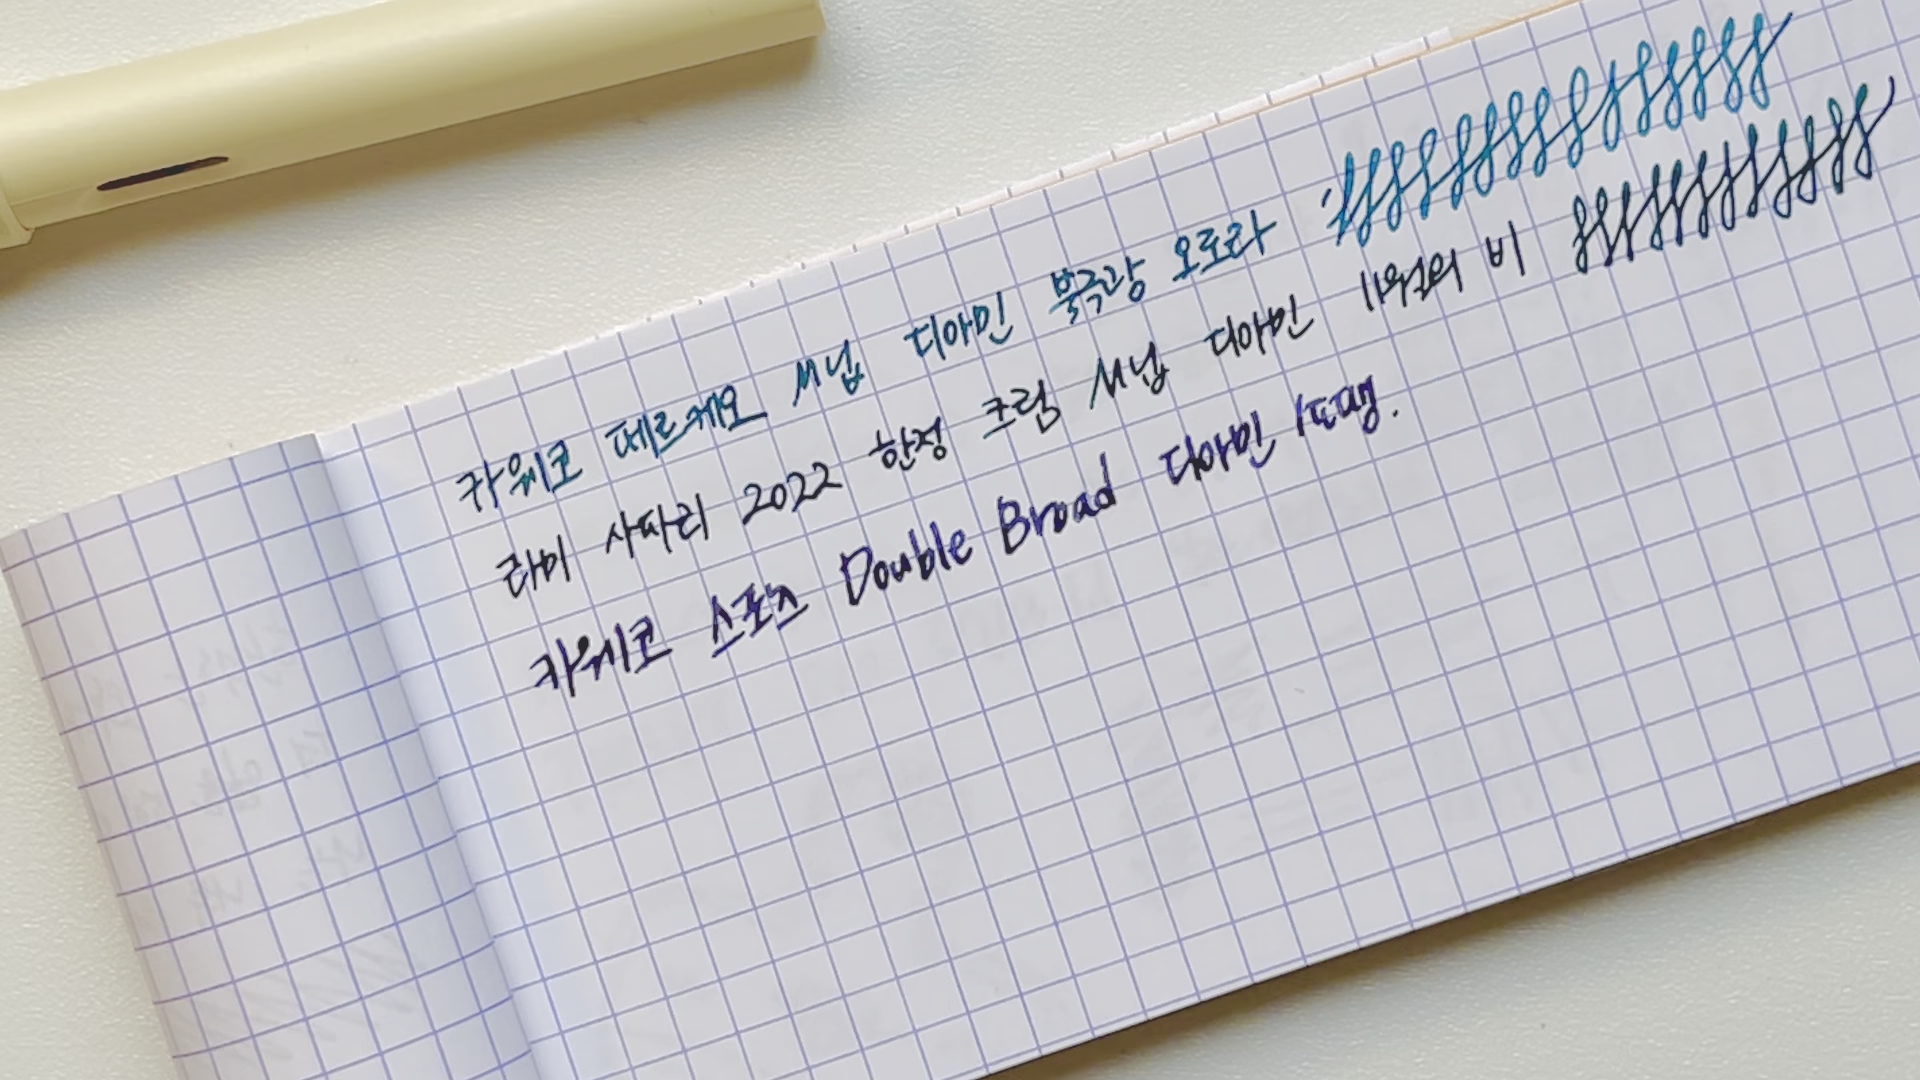 카웨코 페르케오 M닙 디아민 북극광 오로라
라미 사파리 2022 한정 크림 M닙 디아민 11월의 비
카웨코 스포츠 Double Broad 디아민